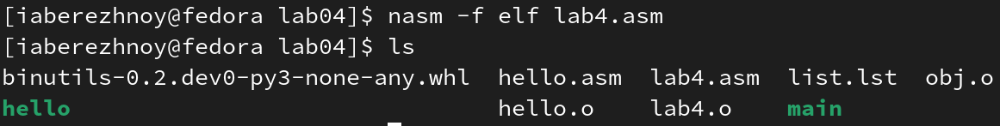 [iaberezhnoy@fedora lab04]$ nasm -f elf lab4.asm
[iaberezhnoy@fedora lab04]$ ls
binutils-0.2.dev0-py3-none-any.whl  hello.asm  lab4.asm  list.lst  obj.o
hello                               hello.o    lab4.o    main